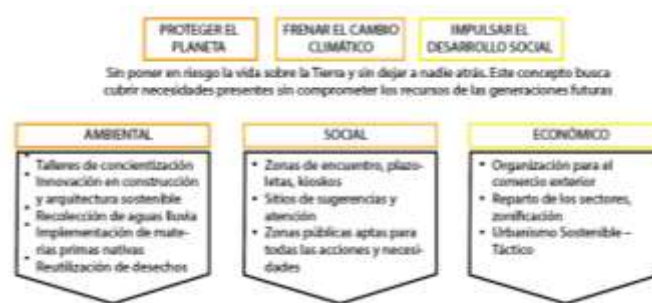 PROTEGER EL
PLANETA
FRENAR EL CAMBIO
CLIMÁTICO
IMPULSAR EL
DESARROLLO SOCIAL
Sin poner en riesgo la vida sobre la Tierra y sin dejar a nadie atrás. Este concepto busca
cubrir necesidades presentes sin comprometer los recursos de las generaciones futuras
AMBIENTAL
• Talleres de concientización
• Innovación en construcción
y arquitectura sostenible
• Recolección de aguas lluvia
• Implementación de mate-
rias primas nativas
• Reutilización de desechos
SOCIAL
• Zonas de encuentro, plazo-
letas, kioskos
• Sitios de sugerencias y
atención
• Zonas públicas aptas para
todas las acciones y necesi-
dades
ECONÓMICO
• Organización para el
comercio exterior
• Reparto de los sectores,
zonificación
• Urbanismo Sostenible –
Táctico